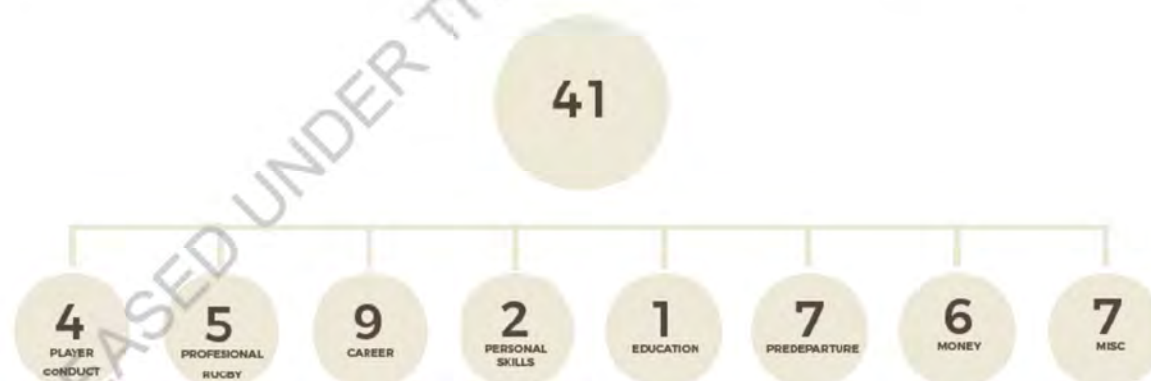 41
4
PLAYER
CONDUCT
5
PROFESIONAL
RUGBY
9
CAREER
2
PERSONAL
SKILLS
1
EDUCATION
7
PREDEPARTURE
6
MONEY
7
MISC
UNDER